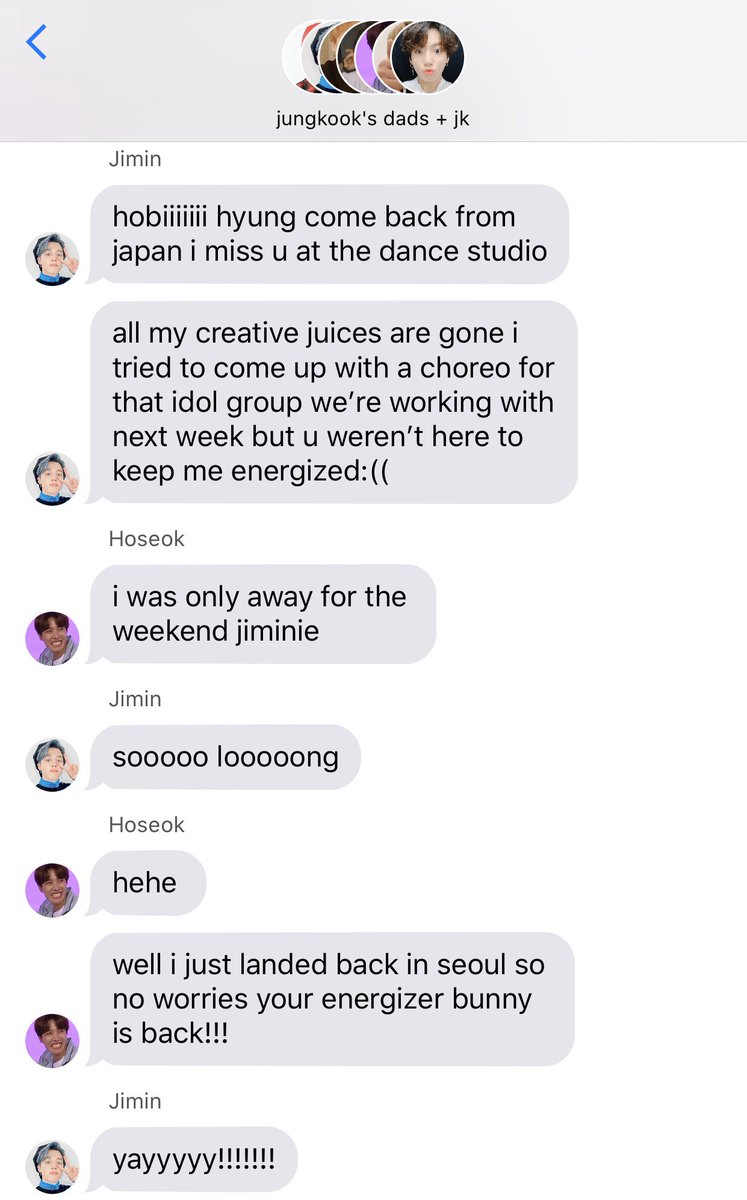 jungkook's dads + jk
Jimin
hobiiiiiii hyung come back from
japan i miss u at the dance studio
all my creative juices are gone i
tried to come up with a choreo for
that idol group we’re working with
next week but u weren’t here to
keep me energized:((
Hoseok
i was only away for the
weekend jiminie
Jimin
sooooo looooong
Hoseok
hehe
well i just landed back in seoul so
no worries your energizer bunny
is back!!!
Jimin
yayyyyy!!!!!!!